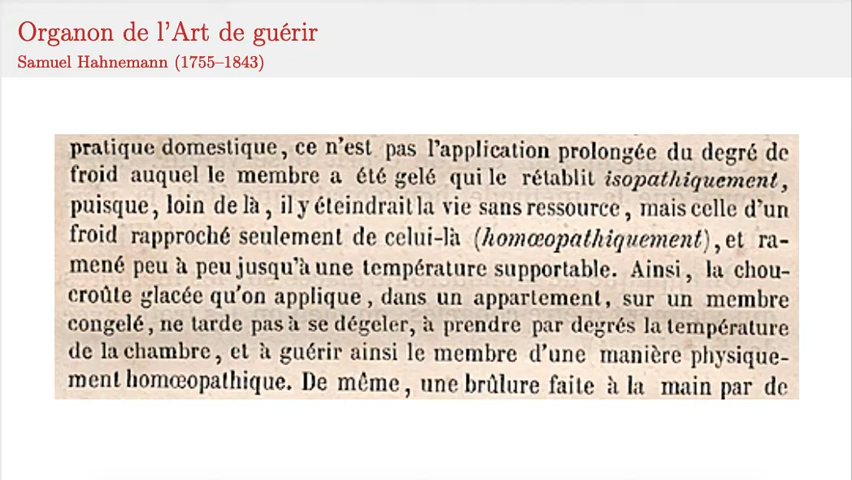 Organon de l'Art de guérir
Samuel Hahnemann (1755–1843)
pratique domestique, ce n'est pas l'application prolongée du degré de
froid auquel le membre a été gelé qui le rétablit isopathiquement,
puisque, loin de là, il y éteindrait la vie sans ressource, mais celle d'un
froid rapproché seulement de celui-là (homœopathiquement), et ra-
mené peu à peu jusqu'à une température supportable. Ainsi, la chou-
croûte glacée qu'on applique, dans un appartement, sur un membre
congelé, ne tarde pas à se dégeler, à prendre par degrés la température
de la chambre, et à guérir ainsi le membre d'une manière physique-
ment homœopathique. De même, une brûlure faite à la main par de